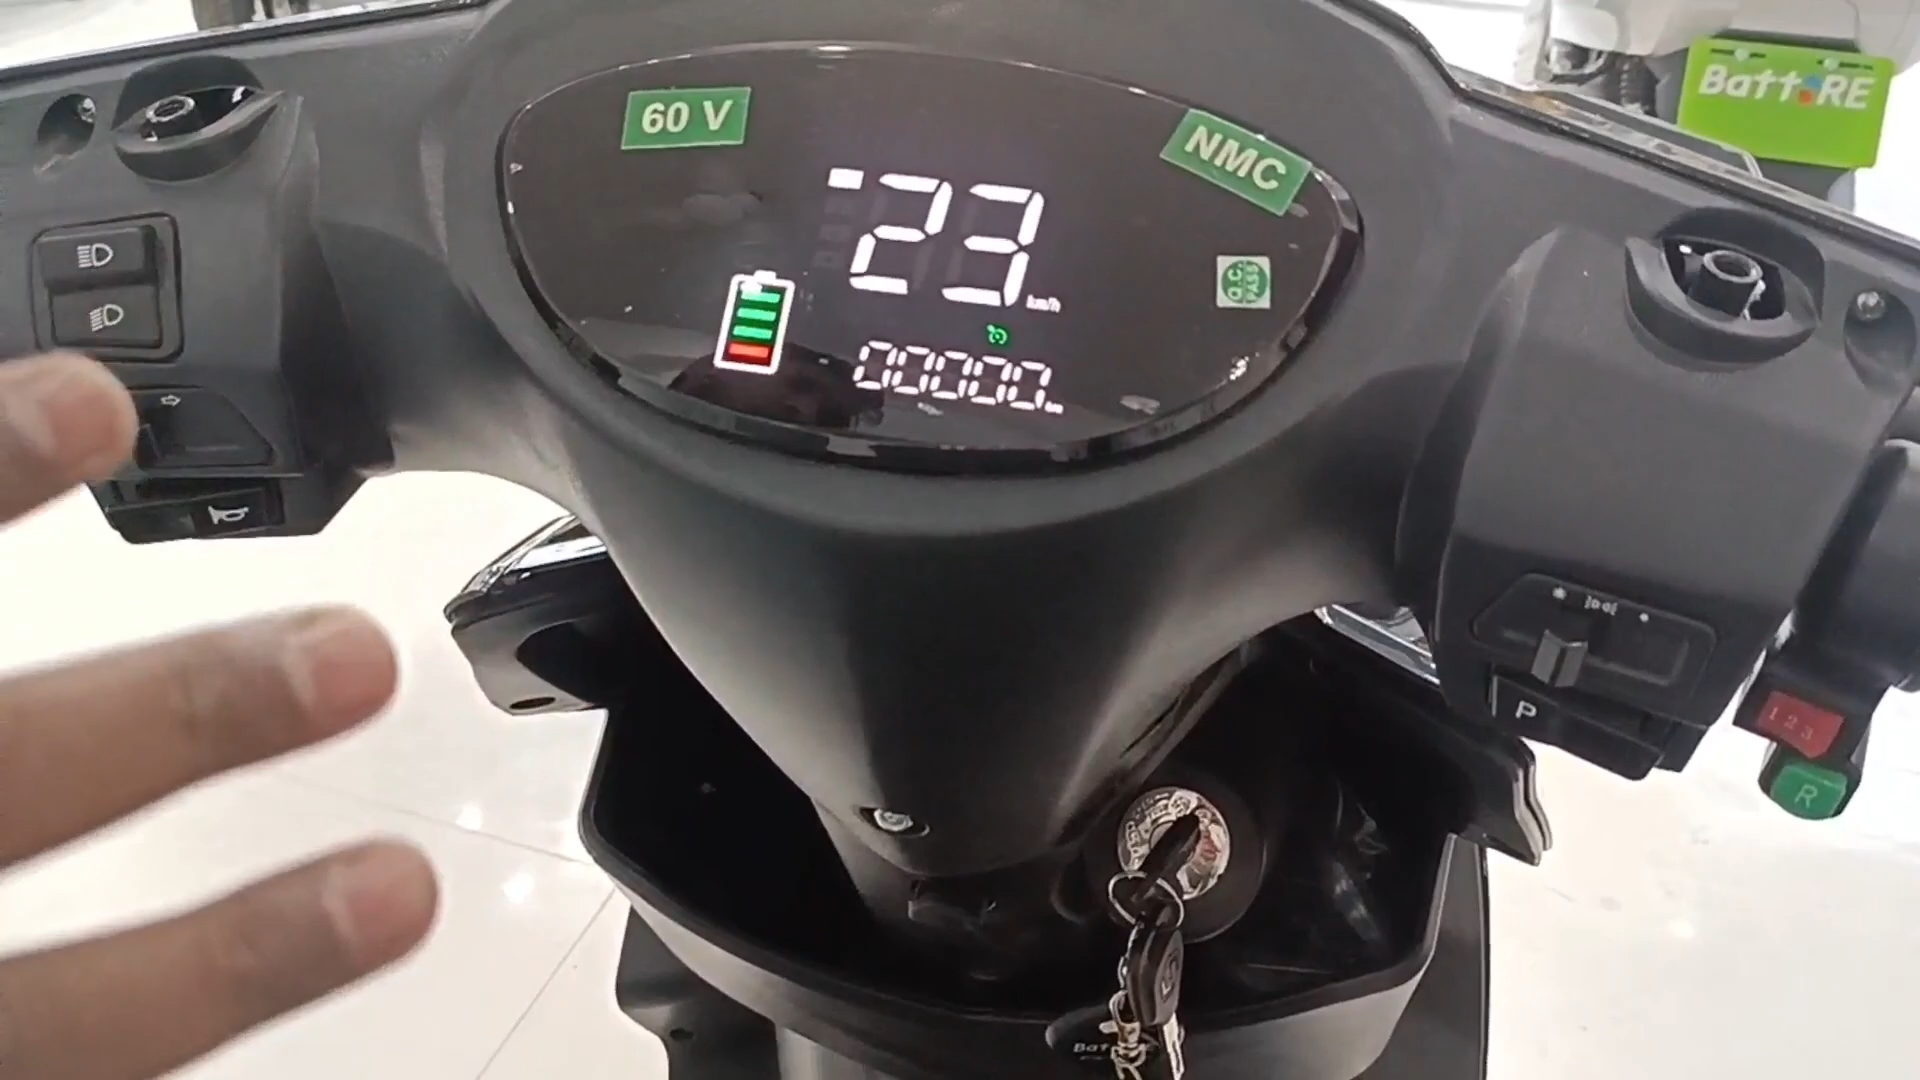 60 V
NMC
BattRE
23
km/h
a.c.
PASS
00000
P
1 2 3
R